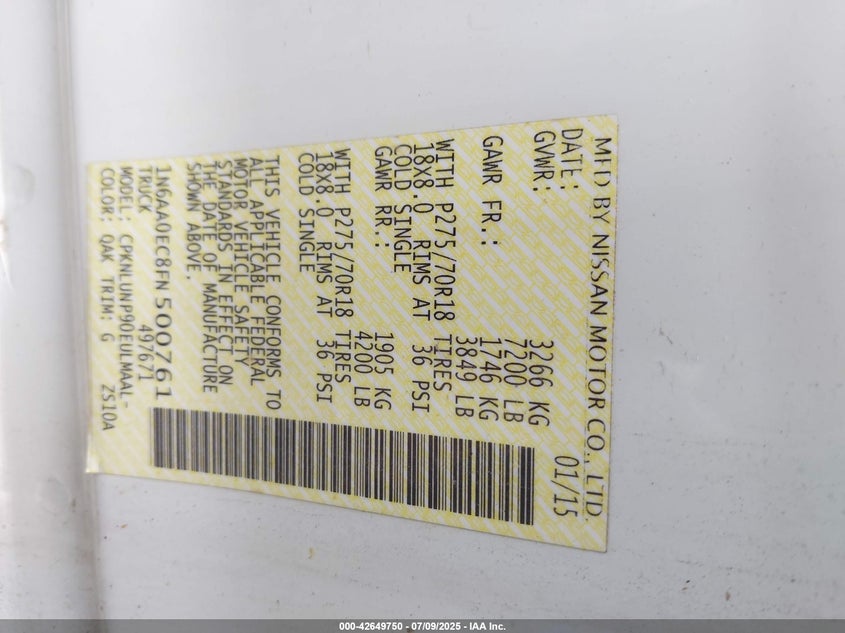 MFD BY NISSAN MOTOR CO., LTD.
DATE: 01/15
GVWR: 3266 KG
7200 LB
GAWR FR.: 1746 KG
3849 LB
WITH P275/70R18 TIRES
18X8.0 RIMS AT 36 PSI
COLD SINGLE
GAWR RR.: 1905 KG
4200 LB
WITH P275/70R18 TIRES
18X8.0 RIMS AT 36 PSI
COLD SINGLE
THIS VEHICLE CONFORMS TO
ALL APPLICABLE FEDERAL
MOTOR VEHICLE SAFETY
STANDARDS IN EFFECT ON
THE DATE OF MANUFACTURE
SHOWN ABOVE.
1N6AA0EC8FN500761
TRUCK 497671
MODEL: CPKNLUNP90EULMAAL-
COLOR: QAK TRIM: G ZS10A
000-42649750 - 07/09/2025 - IAA Inc.